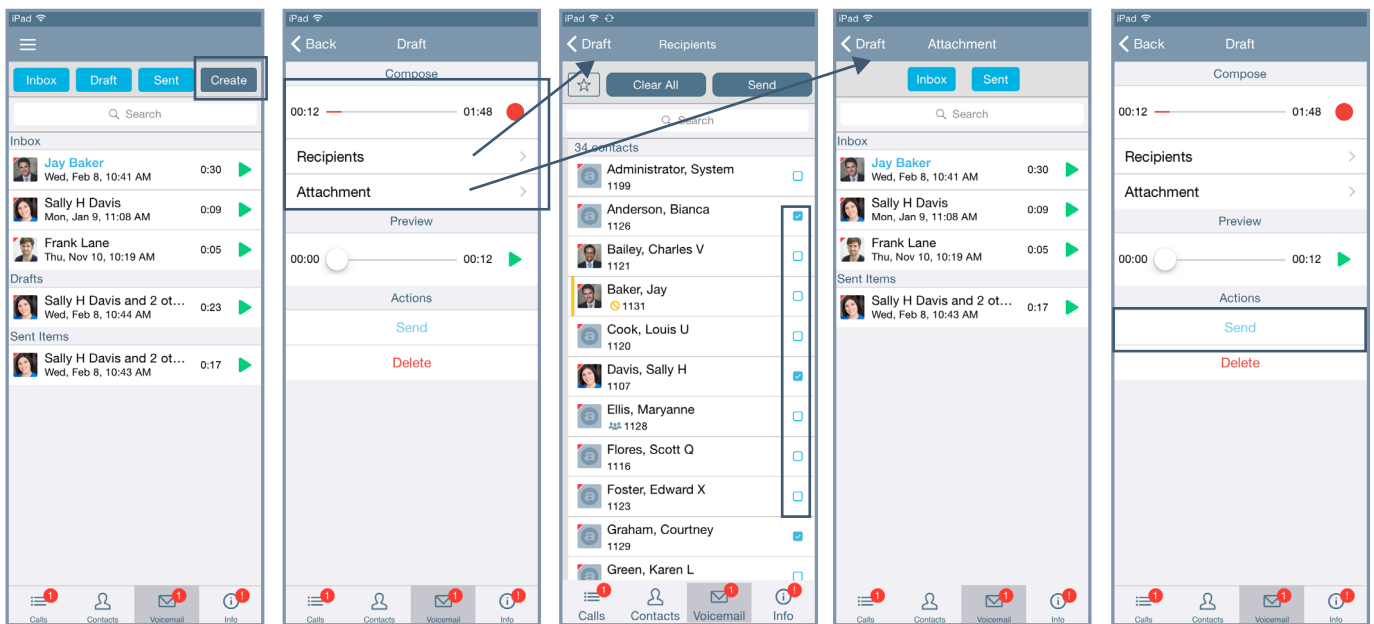 iPad
Inbox Draft Sent Create
Search
Inbox
Jay Baker
Wed, Feb 8, 10:41 AM
0:30
Sally H Davis
Mon, Jan 9, 11:08 AM
0:09
Frank Lane
Thu, Nov 10, 10:19 AM
0:05
Drafts
Sally H Davis and 2 ot...
Wed, Feb 8, 10:44 AM
0:23
Sent Items
Sally H Davis and 2 ot...
Wed, Feb 8, 10:43 AM
0:17
1 1 !
Calls Contacts Voicemail Info
iPad
Back Draft
Compose
00:12 01:48
Recipients
Attachment
Preview
00:00 00:12
Actions
Send
Delete
1 1 !
Calls Contacts Voicemail Info
iPad
Draft Recipients
Clear All Send
Search
34 contacts
a Administrator, System
1199
a Anderson, Bianca
1126
Bailey, Charles V
1121
Baker, Jay
1131
a Cook, Louis U
1120
Davis, Sally H
1107
a Ellis, Maryanne
1128
a Flores, Scott Q
1116
a Foster, Edward X
1123
a Graham, Courtney
1129
a Green, Karen L
1 1 !
Calls Contacts Voicemail Info
iPad
Draft Attachment
Inbox Sent
Search
Inbox
Jay Baker
Wed, Feb 8, 10:41 AM
0:30
Sally H Davis
Mon, Jan 9, 11:08 AM
0:09
Frank Lane
Thu, Nov 10, 10:19 AM
0:05
Sent Items
Sally H Davis and 2 ot...
Wed, Feb 8, 10:43 AM
0:17
1 1 !
Calls Contacts Voicemail Info
iPad
Back Draft
Compose
00:12 01:48
Recipients
Attachment
Preview
00:00 00:12
Actions
Send
Delete
1 1 !
Calls Contacts Voicemail Info